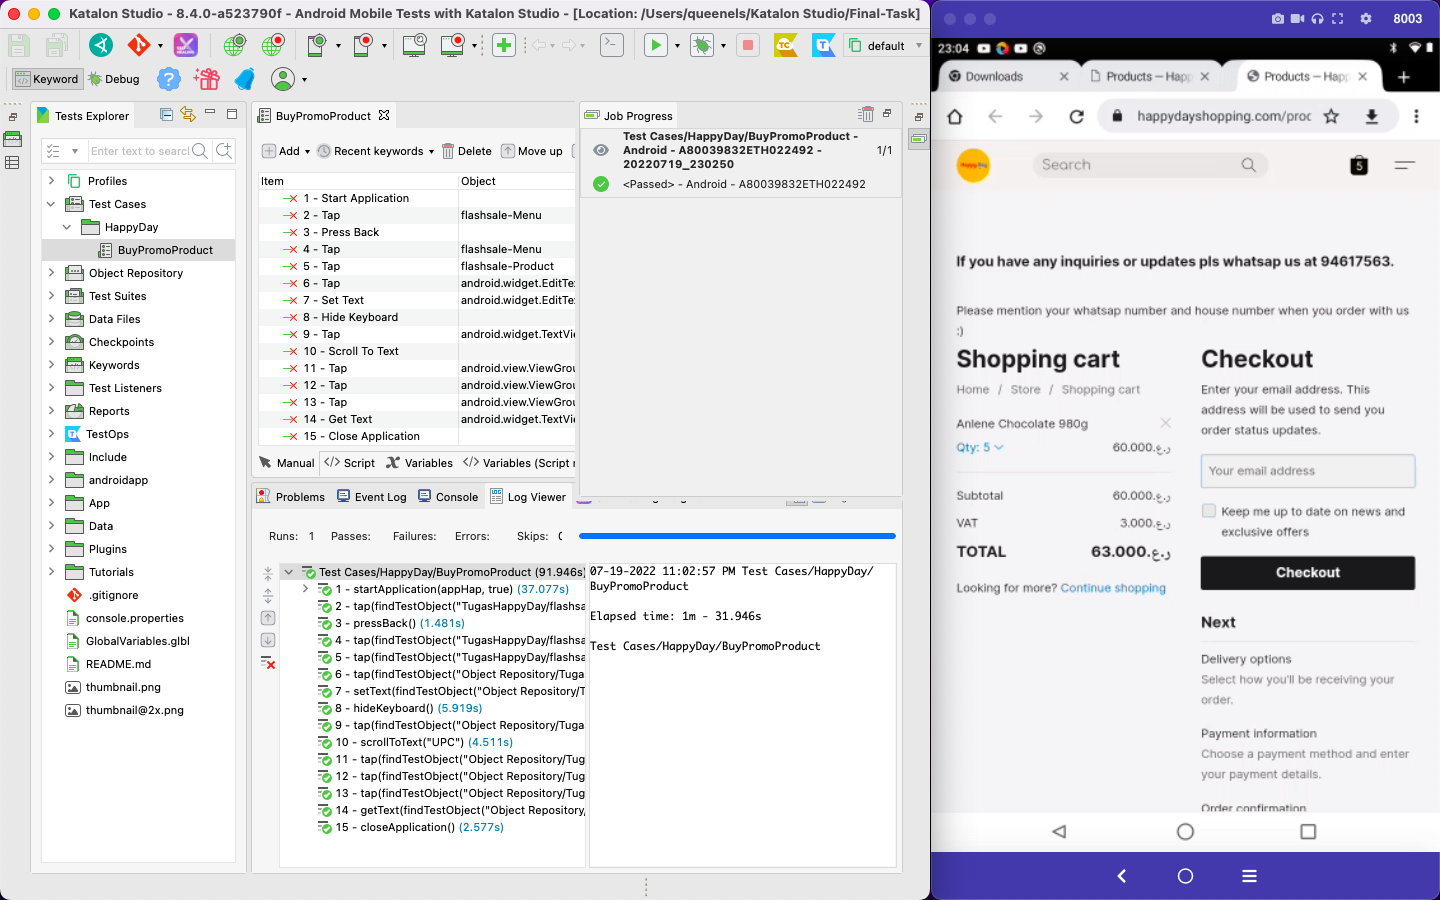 Katalon Studio - 8.4.0-a523790f - Android Mobile Tests with Katalon Studio - [Location: /Users/queenels/Katalon Studio/Final-Task]
default
Keyword
Debug
Tests Explorer
Enter text to searcl
Profiles
Test Cases
HappyDay
BuyPromoProduct
Object Repository
Test Suites
Data Files
Checkpoints
Keywords
Test Listeners
Reports
TestOps
Include
androidapp
App
Data
Plugins
Tutorials
.gitignore
console.properties
GlobalVariables.glbl
README.md
thumbnail.png
thumbnail@2x.png
BuyPromoProduct
Add
Recent keywords
Delete
Move up
Item Object
1 - Start Application
2 - Tap flashsale-Menu
3 - Press Back
4 - Tap flashsale-Menu
5 - Tap flashsale-Product
6 - Tap android.widget.EditTe
7 - Set Text android.widget.EditTe
8 - Hide Keyboard
9 - Tap android.widget.TextVi
10 - Scroll To Text
11 - Tap android.view.ViewGrou
12 - Tap android.view.ViewGrou
13 - Tap android.view.ViewGrou
14 - Get Text android.widget.TextVi
15 - Close Application
Manual
Script
Variables
Variables (Script r
Job Progress
Test Cases/HappyDay/BuyPromoProduct -
Android - A80039832ETH022492 -
20220719_230250
1/1
<Passed> - Android - A80039832ETH022492
Problems
Event Log
Console
Log Viewer
Runs: 1 Passes: Failures: Errors: Skips: 0
Test Cases/HappyDay/BuyPromoProduct (91.946s)
1 - startApplication(appHap, true) (37.077s)
2 - tap(findTestObject("TugasHappyDay/flashsa
3 - pressBack() (1.481s)
4 - tap(findTestObject("TugasHappyDay/flashsa
5 - tap(findTestObject("TugasHappyDay/flashsa
6 - tap(findTestObject("Object Repository/Tuga
7 - setText(findTestObject("Object Repository/T
8 - hideKeyboard() (5.919s)
9 - tap(findTestObject("Object Repository/Tuga
10 - scrollToText("UPC") (4.511s)
11 - tap(findTestObject("Object Repository/Tug
12 - tap(findTestObject("Object Repository/Tug
13 - tap(findTestObject("Object Repository/Tug
14 - getText(findTestObject("Object Repository,
15 - closeApplication() (2.577s)
07-19-2022 11:02:57 PM Test Cases/HappyDay/
BuyPromoProduct
Elapsed time: 1m - 31.946s
Test Cases/HappyDay/BuyPromoProduct
8003
23:04
Downloads
Products — Happ
Products — Happ
happydayshopping.com/proc
Search
5
If you have any inquiries or updates pls whatsap us at 94617563.
Please mention your whatsap number and house number when you order with us
:)
Shopping cart
Home / Store / Shopping cart
Anlene Chocolate 980g
Qty: 5
ر.ع.60.000
Subtotal ر.ع.60.000
VAT ر.ع.3.000
TOTAL ر.ع.63.000
Looking for more? Continue shopping
Checkout
Enter your email address. This
address will be used to send you
order status updates.
Your email address
Keep me up to date on news and
exclusive offers
Checkout
Next
Delivery options
Select how you'll be receiving your
order.
Payment information
Choose a payment method and enter
your payment details.
Order confirmation